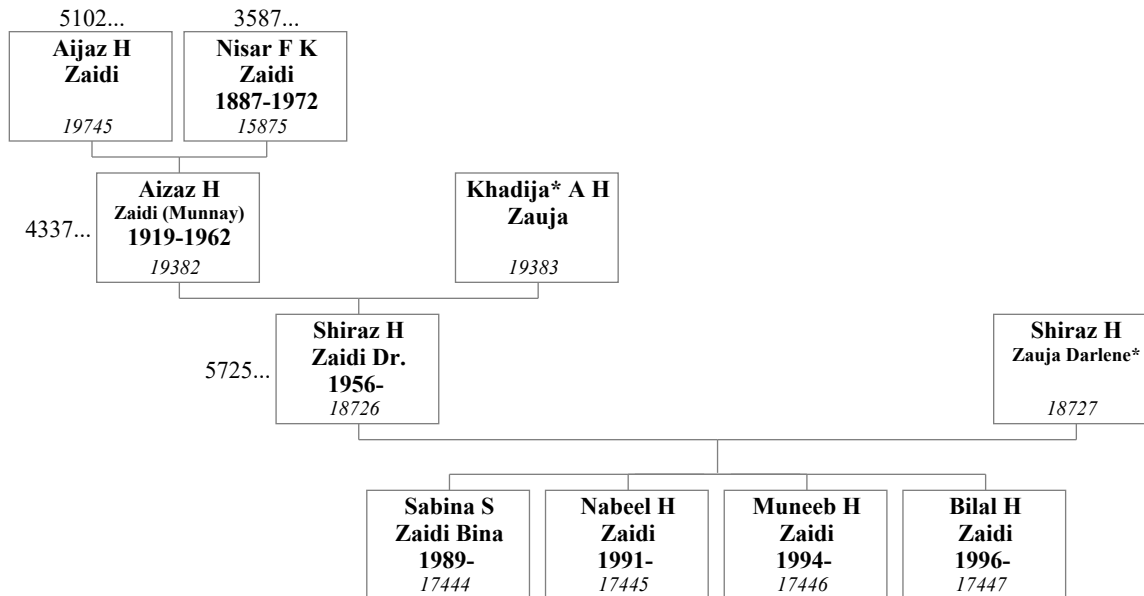 5102...
3587...
Aijaz H
Zaidi
19745
Nisar F K
Zaidi
1887-1972
15875
4337...
Aizaz H
Zaidi (Munnay)
1919-1962
19382
Khadija* A H
Zauja
19383
5725...
Shiraz H
Zaidi Dr.
1956-
18726
Shiraz H
Zauja Darlene*
18727
Sabina S
Zaidi Bina
1989-
17444
Nabeel H
Zaidi
1991-
17445
Muneeb H
Zaidi
1994-
17446
Bilal H
Zaidi
1996-
17447